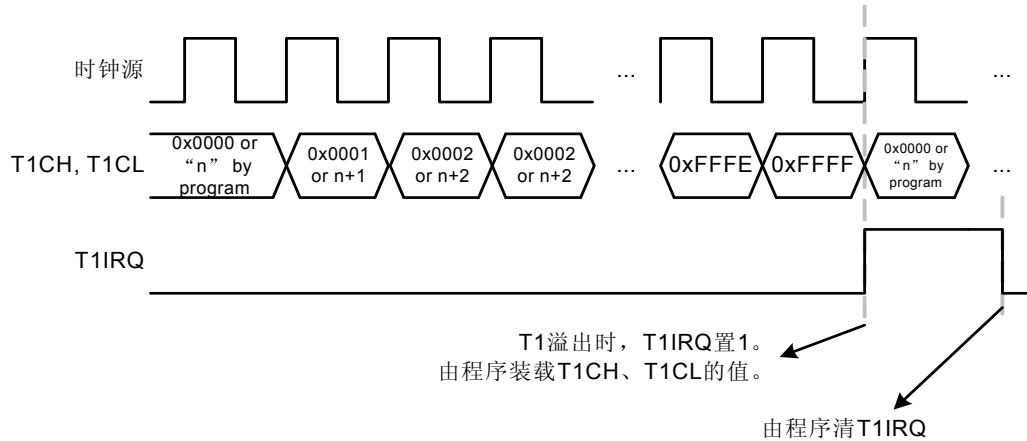 时钟源
...
...
T1CH, T1CL
0x0000 or
“n” by
program
0x0001
or n+1
0x0002
or n+2
0x0002
or n+2
...
0xFFFE
0xFFFF
0x0000 or
“n” by
program
...
T1IRQ
T1溢出时，T1IRQ置1。
由程序装载T1CH、T1CL的值。
由程序清T1IRQ